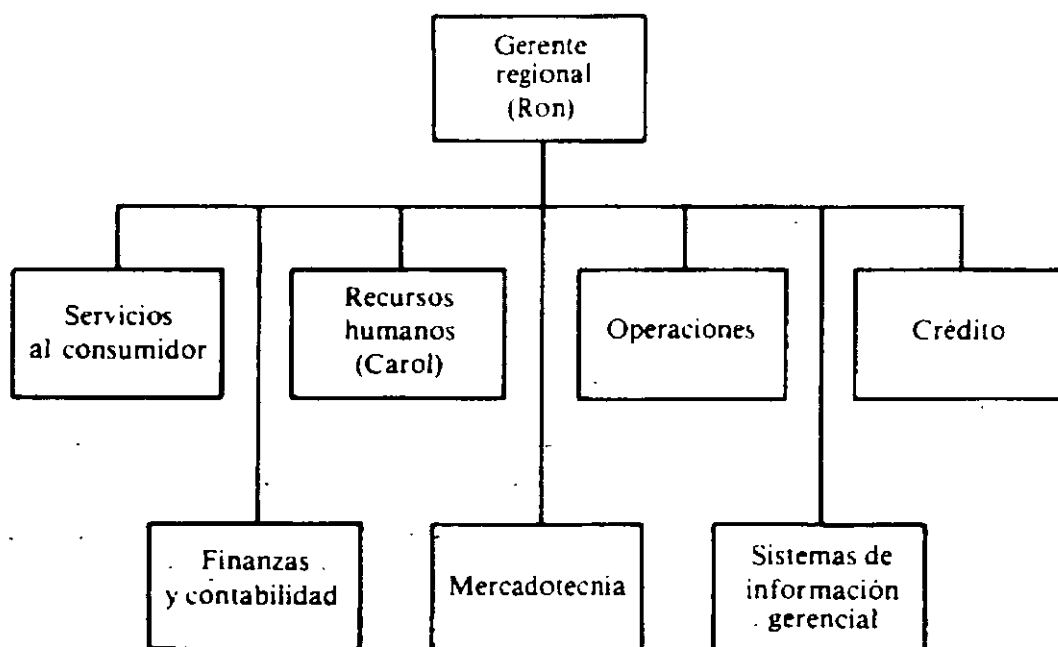 Gerente
regional
(Ron)
Servicios
al consumidor
Recursos
humanos
(Carol)
Operaciones
Crédito
Finanzas
y contabilidad
Mercadotecnia
Sistemas de
información
gerencial